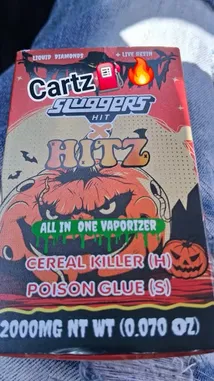 LIQUID DIAMONDS + LIVE RESIN
Cartz⛽🔥
SLUGGERS
HIT
X
HITZ
ALL IN ONE VAPORIZER
CEREAL KILLER (H)
POISON GLUE (S)
2000MG NT WT (0.070 OZ)